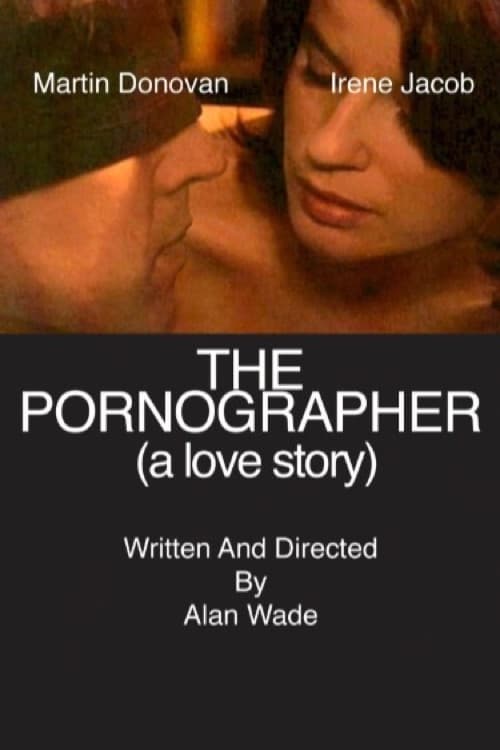 Martin Donovan Irene Jacob
THE
PORNOGRAPHER
(a love story)
Written And Directed
By
Alan Wade